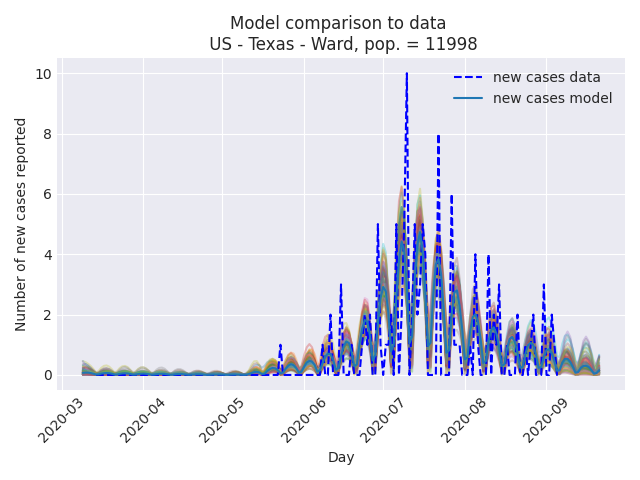 Model comparison to data
US - Texas - Ward, pop. = 11998
new cases data
new cases model
Number of new cases reported
10
8
6
4
2
0
2020-03
2020-04
2020-05
2020-06
2020-07
2020-08
2020-09
Day